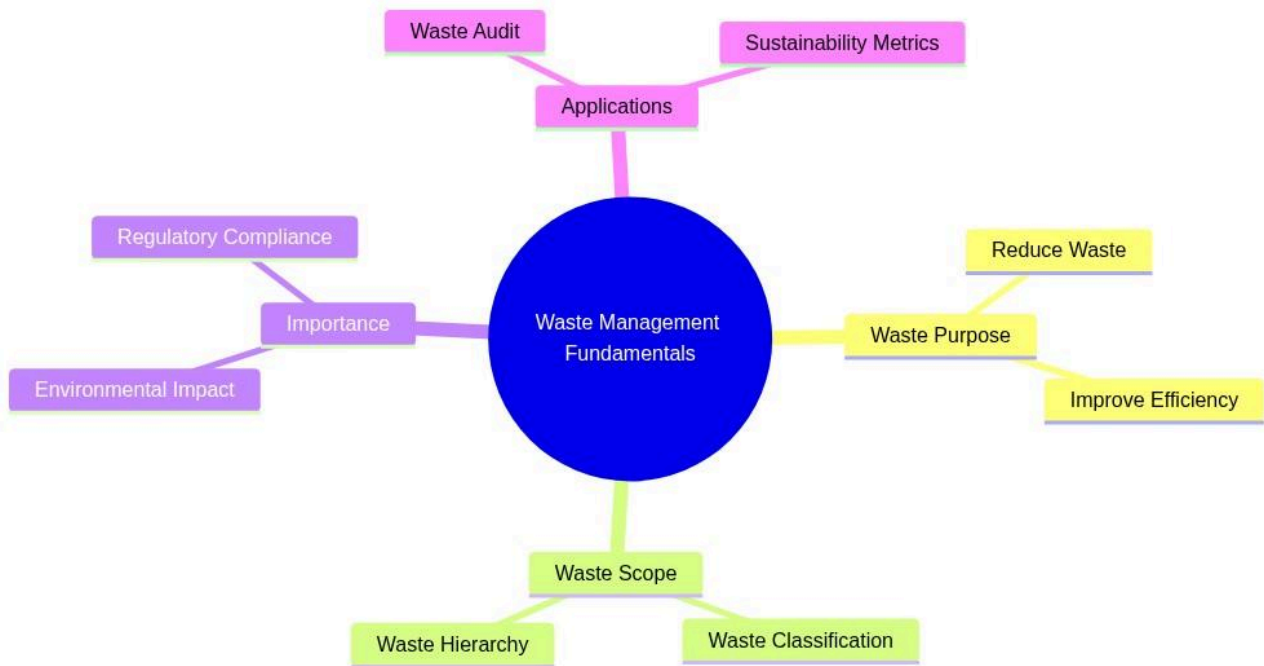 Waste Audit
Sustainability Metrics
Applications
Regulatory Compliance
Importance
Environmental Impact
Waste Management
Fundamentals
Reduce Waste
Waste Purpose
Improve Efficiency
Waste Scope
Waste Hierarchy
Waste Classification